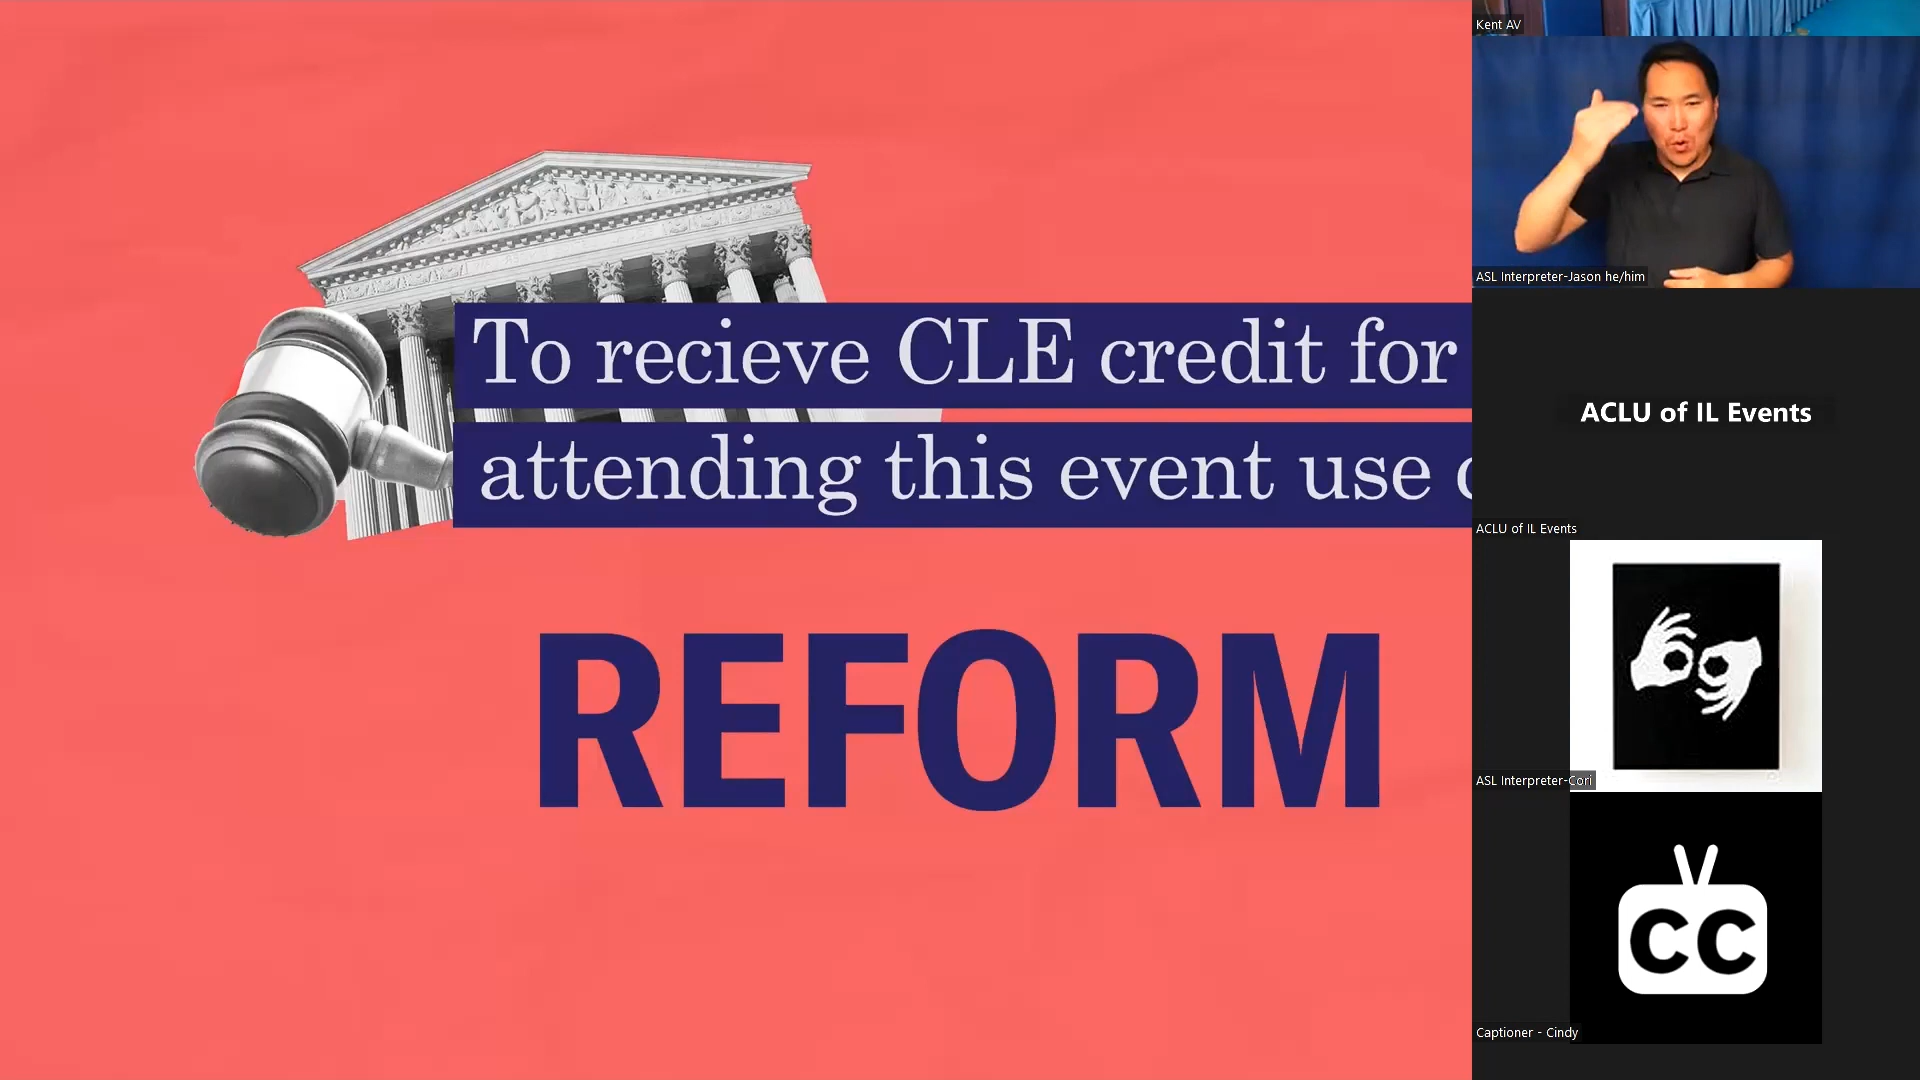 To recieve CLE credit for
attending this event use
REFORM
Kent AV
ASL Interpreter-Jason he/him
ACLU of IL Events
ACLU of IL Events
ASL Interpreter-Cori
CC
Captioner - Cindy